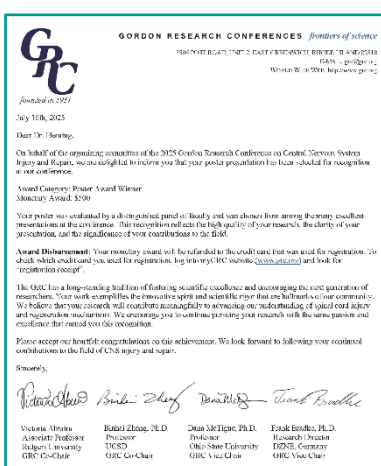 GRC
GORDON RESEARCH CONFERENCES frontiers of science
founded in 1931
July 10th, 2025
Dear Dr. Henning,
On behalf of the organizing committee of the 2025 Gordon Research Conference on Central Nervous System
Injury and Repair, we are delighted to inform you that your poster presentation has been selected for recognition
at our conference.
Award Category: Poster Award Winner
Monetary Award: $500
Your poster was evaluated by a distinguished panel of faculty and was chosen from among the many excellent
presentations at the conference. This recognition reflects the high quality of your research, the clarity of your
presentation, and the significance of your contributions to the field.
Award Disbursement: Your monetary award will be refunded to the credit card that was used for registration. To
check which credit card you used for registration, log into myGRC website (www.grc.org) and look for
"registration receipt".
The GRC has a long-standing tradition of fostering scientific excellence and encouraging the next generation of
researchers. Your work exemplifies the innovative spirit and scientific rigor that are hallmarks of our community.
We believe that your research will contribute meaningfully to advancing our understanding of spinal cord injury
and regeneration mechanisms. We encourage you to continue pursuing your research with the same passion and
excellence that earned you this recognition.
Please accept our heartfelt congratulations on this achievement. We look forward to following your continued
contributions to the field of CNS injury and repair.
Sincerely,
Victoria Abraira Binhai Zheng, Ph.D. Dana McTigue, Ph.D. Frank Bradke, Ph.D.
Associate Professor Professor Professor Research Director
Rutgers University UCSD Ohio State University DZNE, Germany
GRC Co-Chair GRC Co-Chair GRC Vice Chair GRC Vice Chair